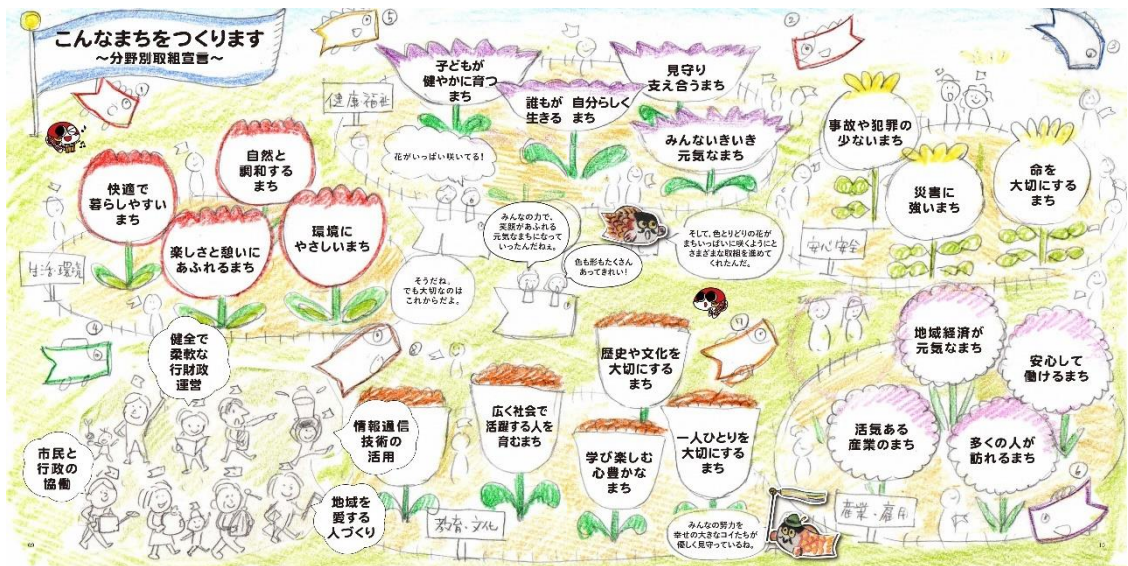 こんなまちをつくります
〜分野別取組宣言〜
①
⑤
②
③
健康・福祉
子どもが
健やかに育つ
まち
誰もが 自分らしく
生きる まち
見守り
支え合うまち
みんないきいき
元気なまち
花がいっぱい咲いてる!
自然と
調和する
まち
快適で
暮らしやすい
まち
楽しさと憩いに
あふれるまち
環境に
やさしいまち
生活・環境
事故や犯罪の
少ないまち
災害に
強いまち
命を
大切にする
まち
安心安全
みんなの力で、
笑顔があふれる
元気なまちになって
いったんだねぇ。
色も形もたくさん
あってきれい!
そして、色とりどりの花が
まちいっぱいに咲くようにと
さまざまな取組を進めて
くれたんだ。
そうだね。
でも大切なのは
これからだよ。
④
健全で
柔軟な
行財政
運営
市民と
行政の
協働
情報通信
技術の
活用
地域を
愛する
人づくり
広く社会で
活躍する人を
育むまち
歴史や文化を
大切にする
まち
学び楽しむ
心豊かな
まち
一人ひとりを
大切にする
まち
教育・文化
みんなの努力を
幸せの大きなコイたちが
優しく見守っているね。
地域経済が
元気なまち
安心して
働けるまち
活気ある
産業のまち
多くの人が
訪れるまち
産業・雇用
⑥